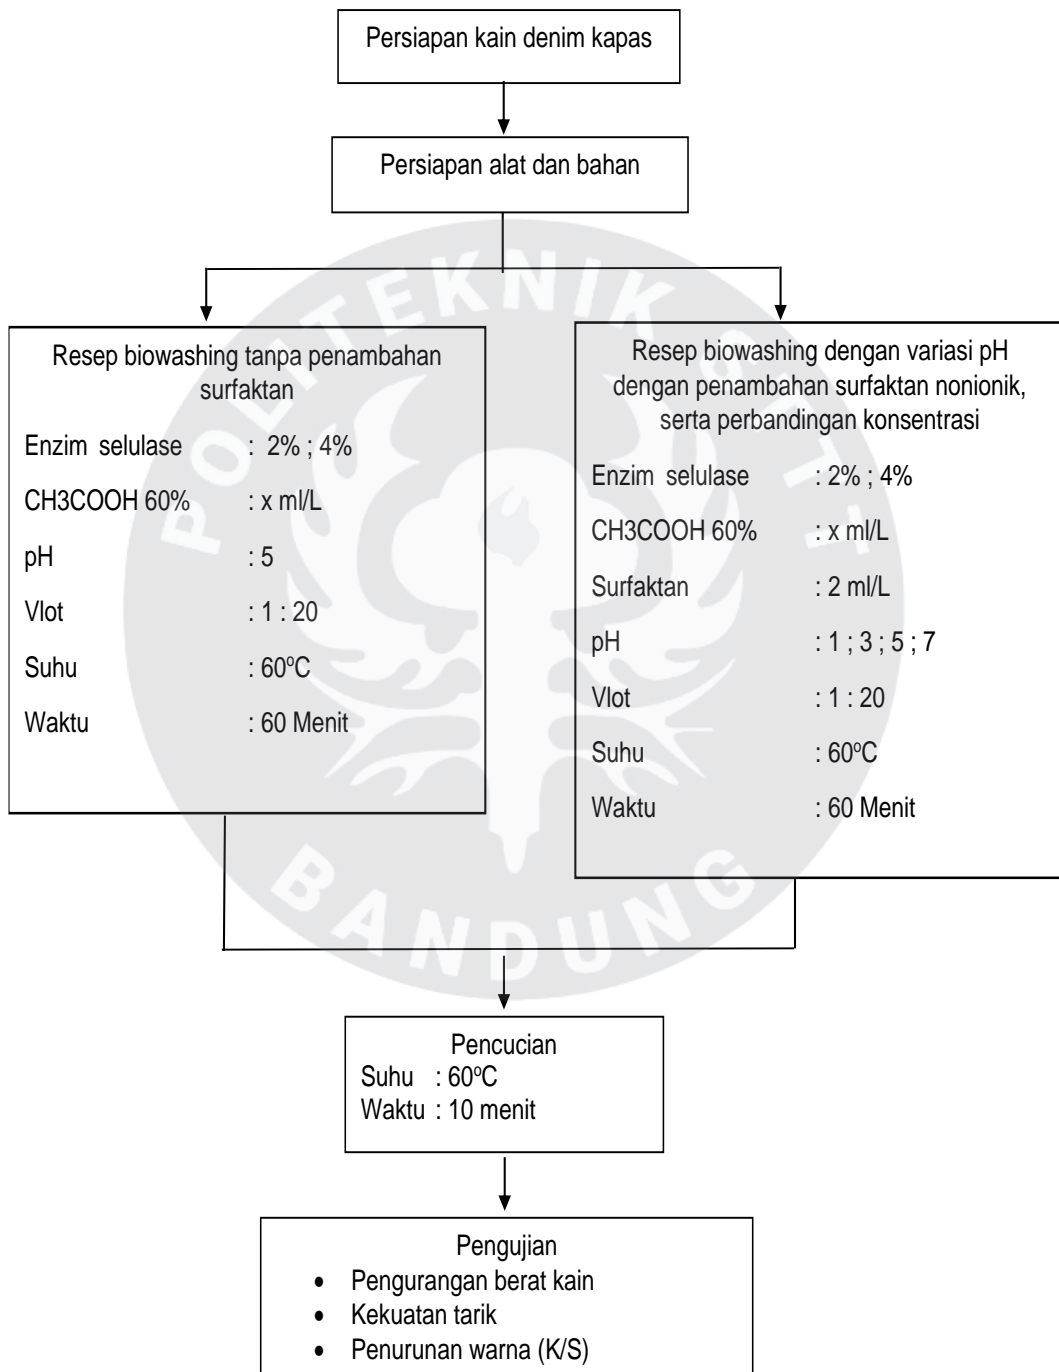 Persiapan kain denim kapas
Persiapan alat dan bahan
Resep biowashing tanpa penambahan
surfaktan
Enzim selulase : 2% ; 4%
CH3COOH 60% : x ml/L
pH : 5
Vlot : 1 : 20
Suhu : 60ºC
Waktu : 60 Menit
Resep biowashing dengan variasi pH
dengan penambahan surfaktan nonionik,
serta perbandingan konsentrasi
Enzim selulase : 2% ; 4%
CH3COOH 60% : x ml/L
Surfaktan : 2 ml/L
pH : 1 ; 3 ; 5 ; 7
Vlot : 1 : 20
Suhu : 60ºC
Waktu : 60 Menit
Pencucian
Suhu : 60ºC
Waktu : 10 menit
Pengujian
• Pengurangan berat kain
• Kekuatan tarik
• Penurunan warna (K/S)
POLITEKNIK STTT
BANDUNG